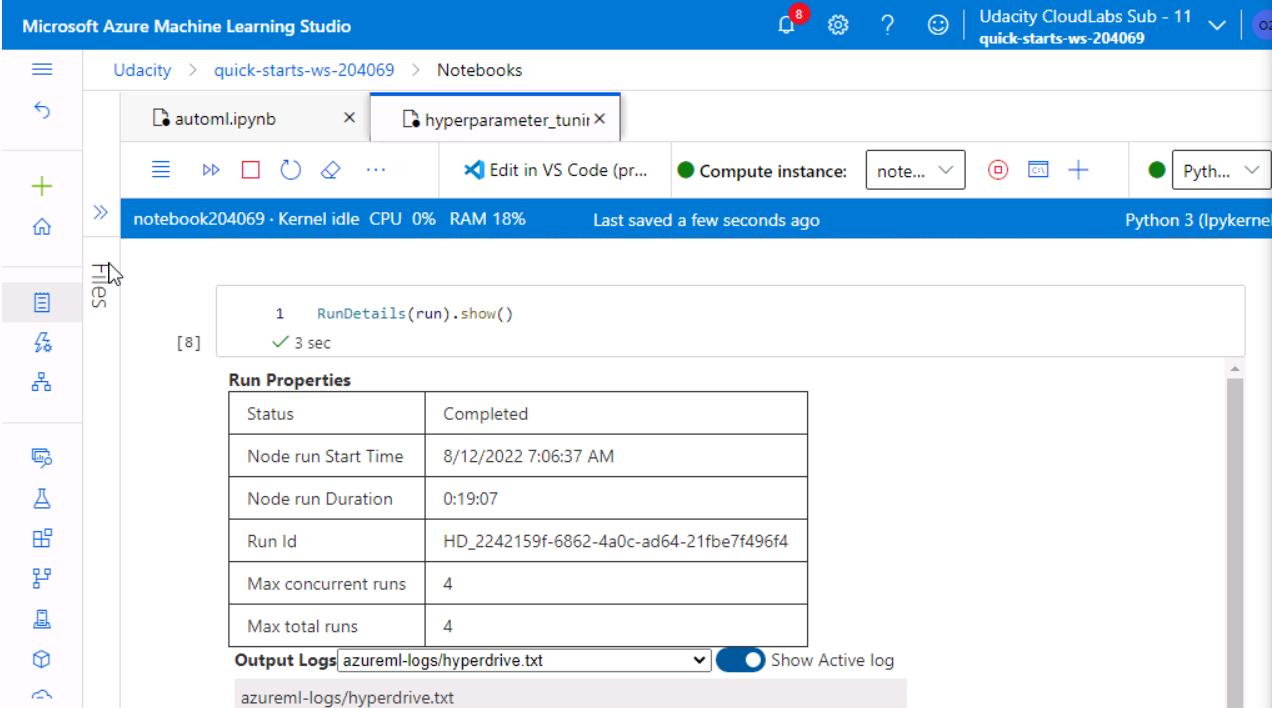 Microsoft Azure Machine Learning Studio
8
Udacity CloudLabs Sub - 11
quick-starts-ws-204069
OZ
Udacity > quick-starts-ws-204069 > Notebooks
automl.ipynb ×
hyperparameter_tunin ×
Edit in VS Code (pr...
Compute instance:
note...
Pyth...
notebook204069 · Kernel idle CPU 0% RAM 18%
Last saved a few seconds ago
Python 3 (Ipykernel
Files
1 RunDetails(run).show()
[8]
✓ 3 sec
Run Properties
Status Completed
Node run Start Time 8/12/2022 7:06:37 AM
Node run Duration 0:19:07
Run Id HD_2242159f-6862-4a0c-ad64-21fbe7f496f4
Max concurrent runs 4
Max total runs 4
Output Logs azureml-logs/hyperdrive.txt Show Active log
azureml-logs/hyperdrive.txt